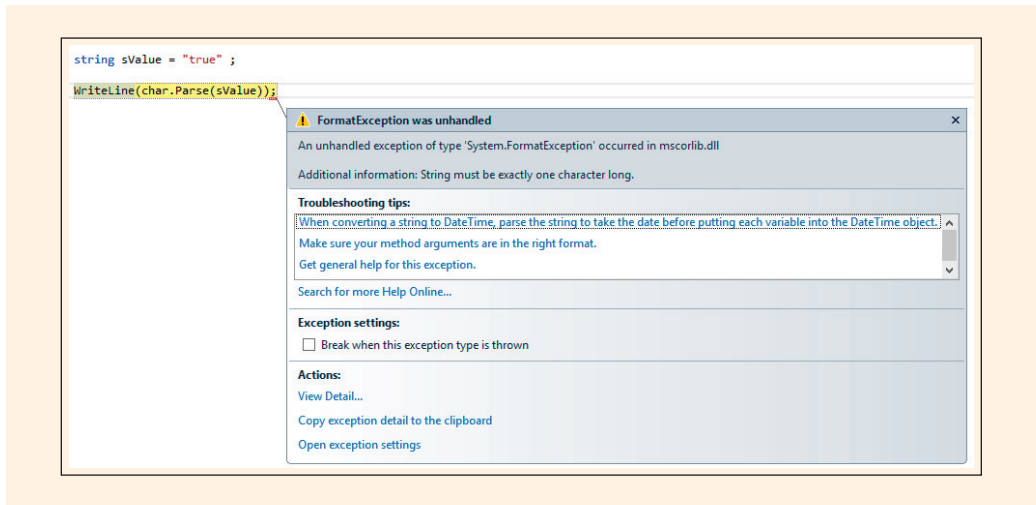 string sValue = "true" ;
WriteLine(char.Parse(sValue));
FormatException was unhandled
An unhandled exception of type 'System.FormatException' occurred in mscorlib.dll
Additional information: String must be exactly one character long.
Troubleshooting tips:
When converting a string to DateTime, parse the string to take the date before putting each variable into the DateTime object.
Make sure your method arguments are in the right format.
Get general help for this exception.
Search for more Help Online...
Exception settings:
Break when this exception type is thrown
Actions:
View Detail...
Copy exception detail to the clipboard
Open exception settings